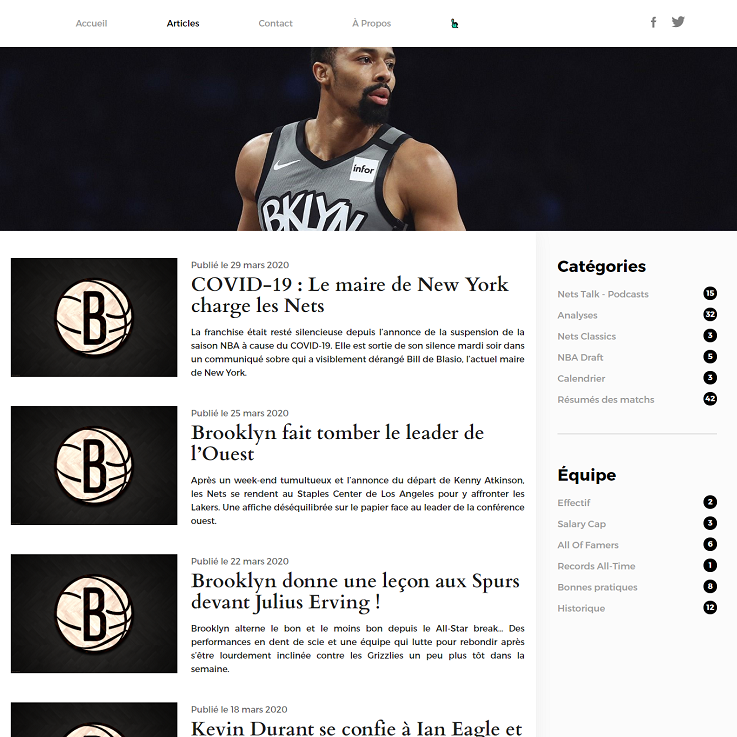 Accueil
Articles
Contact
À Propos
infor
BKLYN
Publié le 29 mars 2020
COVID-19 : Le maire de New York
charge les Nets
La franchise était resté silencieuse depuis l'annonce de la suspension de la
saison NBA à cause du COVID-19. Elle est sortie de son silence mardi soir dans
un communiqué sobre qui a visiblement dérangé Bill de Blasio, l'actuel maire
de New York.
B
Publié le 25 mars 2020
Brooklyn fait tomber le leader de
l'Ouest
Après un week-end tumultueux et l'annonce du départ de Kenny Atkinson,
les Nets se rendent au Staples Center de Los Angeles pour y affronter les
Lakers. Une affiche déséquilibrée sur le papier face au leader de la conférence
ouest.
B
Publié le 22 mars 2020
Brooklyn donne une leçon aux Spurs
devant Julius Erving !
Brooklyn alterne le bon et le moins bon depuis le All-Star break... Des
performances en dent de scie et une équipe qui lutte pour rebondir après
s'être lourdement inclinée contre les Grizzlies un peu plus tôt dans la
semaine.
B
Publié le 18 mars 2020
Kevin Durant se confie à Ian Eagle et
Catégories
Nets Talk - Podcasts 15
Analyses 32
Nets Classics 3
NBA Draft 5
Calendrier 3
Résumés des matchs 42
Équipe
Effectif 2
Salary Cap 3
All Of Famers 6
Records All-Time 1
Bonnes pratiques 8
Historique 12